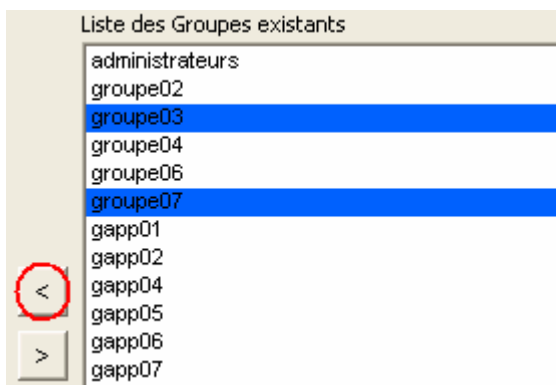 Liste des Groupes existants
administrateurs
groupe02
groupe03
groupe04
groupe06
groupe07
gapp01
gapp02
< gapp04
gapp05
gapp06
> gapp07